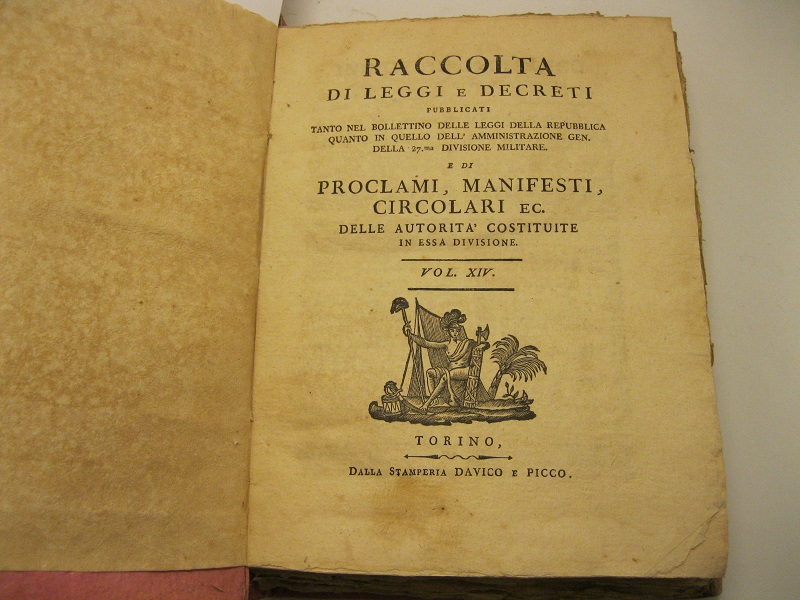 RACCOLTA
DI LEGGI E DECRETI
PUBBLICATI
TANTO NEL BOLLETTINO DELLE LEGGI DELLA REPUBBLICA
QUANTO IN QUELLO DELL' AMMINISTRAZIONE GEN.
DELLA 27.ma DIVISIONE MILITARE.
E DI
PROCLAMI, MANIFESTI,
CIRCOLARI EC.
DELLE AUTORITA' COSTITUITE
IN ESSA DIVISIONE.
VOL. XIV.
TORINO,
DALLA STAMPERIA DAVICO E PICCO.